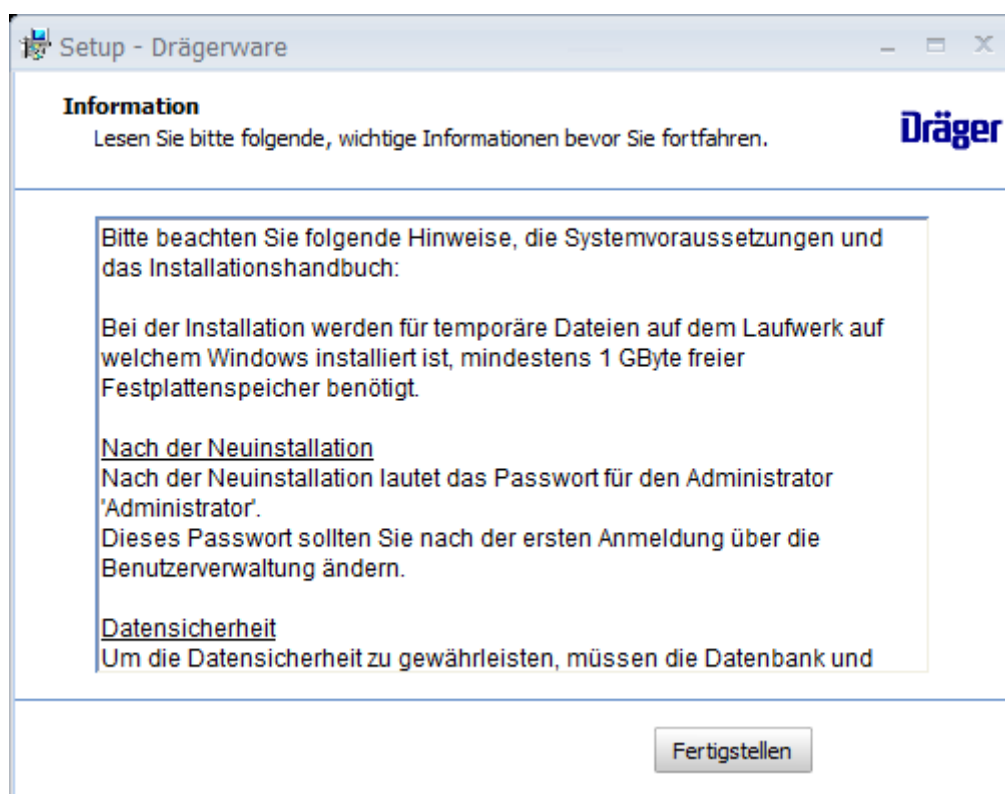 Setup - Drägerware
Information
Lesen Sie bitte folgende, wichtige Informationen bevor Sie fortfahren.
Dräger
Bitte beachten Sie folgende Hinweise, die Systemvoraussetzungen und
das Installationshandbuch:
Bei der Installation werden für temporäre Dateien auf dem Laufwerk auf
welchem Windows installiert ist, mindestens 1 GByte freier
Festplattenspeicher benötigt.
Nach der Neuinstallation
Nach der Neuinstallation lautet das Passwort für den Administrator
'Administrator'.
Dieses Passwort sollten Sie nach der ersten Anmeldung über die
Benutzerverwaltung ändern.
Datensicherheit
Um die Datensicherheit zu gewährleisten, müssen die Datenbank und
Fertigstellen